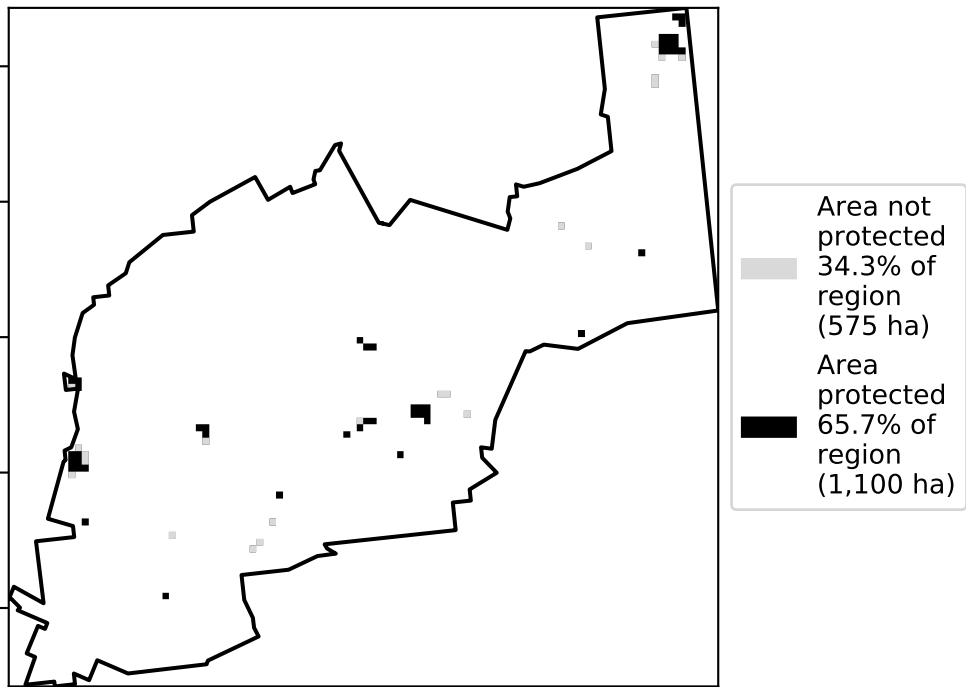 Area not
protected
34.3% of
region
(575 ha)
Area
protected
65.7% of
region
(1,100 ha)